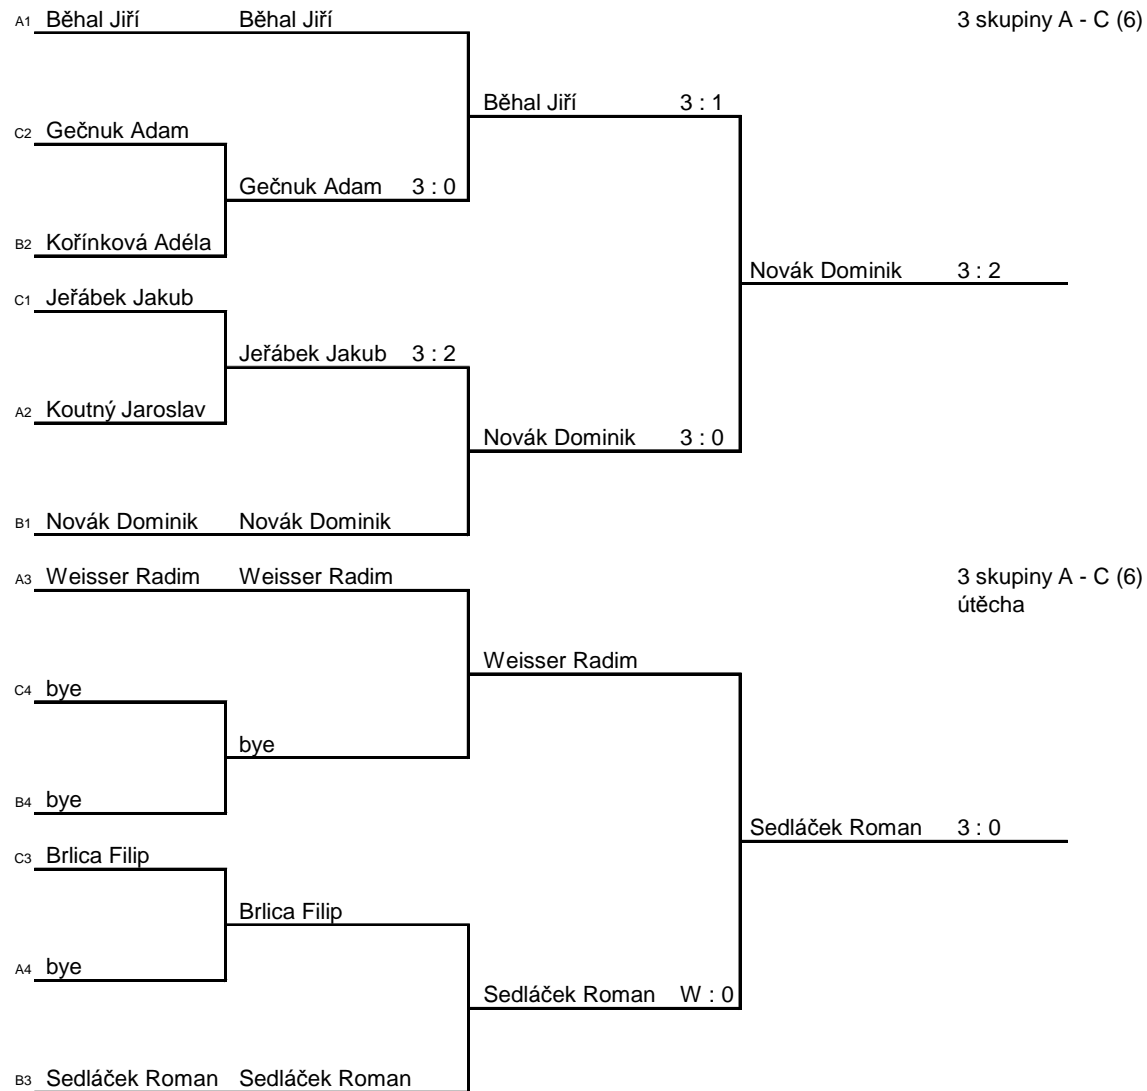 A1 Běhal Jiří Běhal Jiří 3 skupiny A - C (6)
Běhal Jiří 3 : 1
C2 Gečnuk Adam
Gečnuk Adam 3 : 0
B2 Kořínková Adéla
Novák Dominik 3 : 2
C1 Jeřábek Jakub
Jeřábek Jakub 3 : 2
A2 Koutný Jaroslav
Novák Dominik 3 : 0
B1 Novák Dominik Novák Dominik
A3 Weisser Radim Weisser Radim 3 skupiny A - C (6)
útěcha
Weisser Radim
C4 bye
bye
B4 bye
Sedláček Roman 3 : 0
C3 Brlica Filip
Brlica Filip
A4 bye
Sedláček Roman W : 0
B3 Sedláček Roman Sedláček Roman